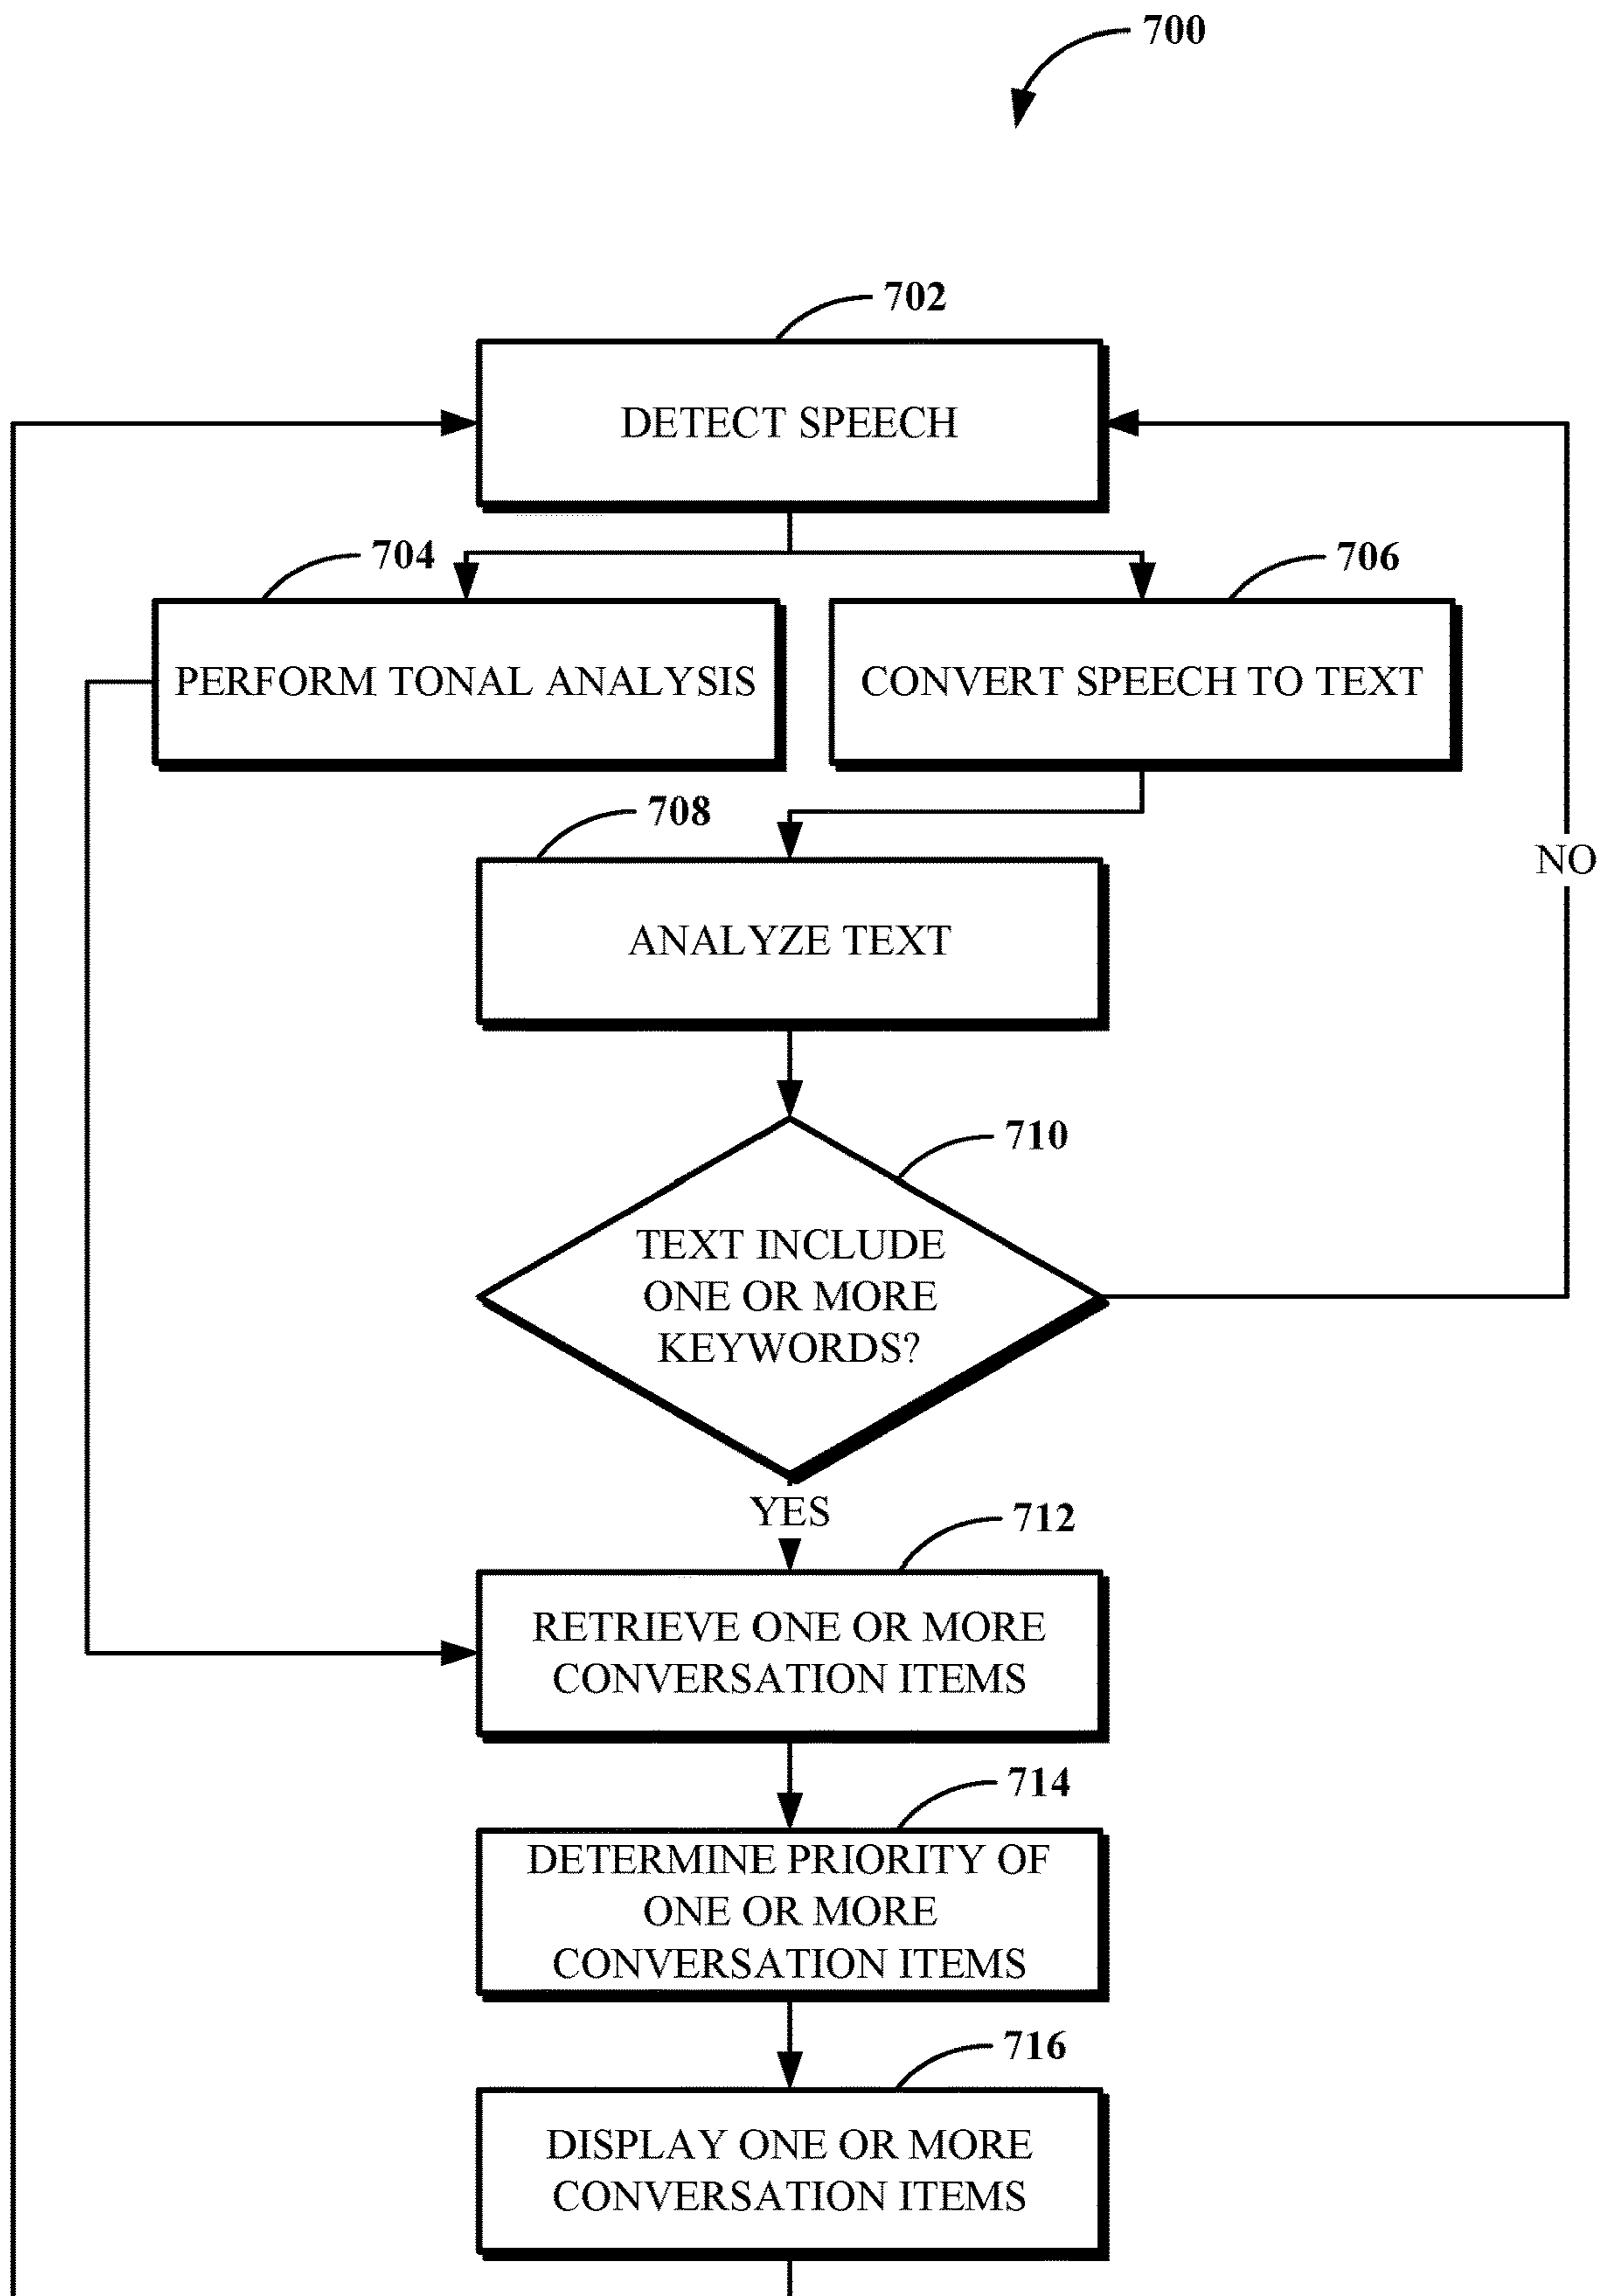 700
702
DETECT SPEECH
704
706
PERFORM TONAL ANALYSIS
CONVERT SPEECH TO TEXT
708
NO
ANALYZE TEXT
710
TEXT INCLUDE
ONE OR MORE
KEYWORDS?
YES
712
RETRIEVE ONE OR MORE
CONVERSATION ITEMS
714
DETERMINE PRIORITY OF
ONE OR MORE
CONVERSATION ITEMS
716
DISPLAY ONE OR MORE
CONVERSATION ITEMS